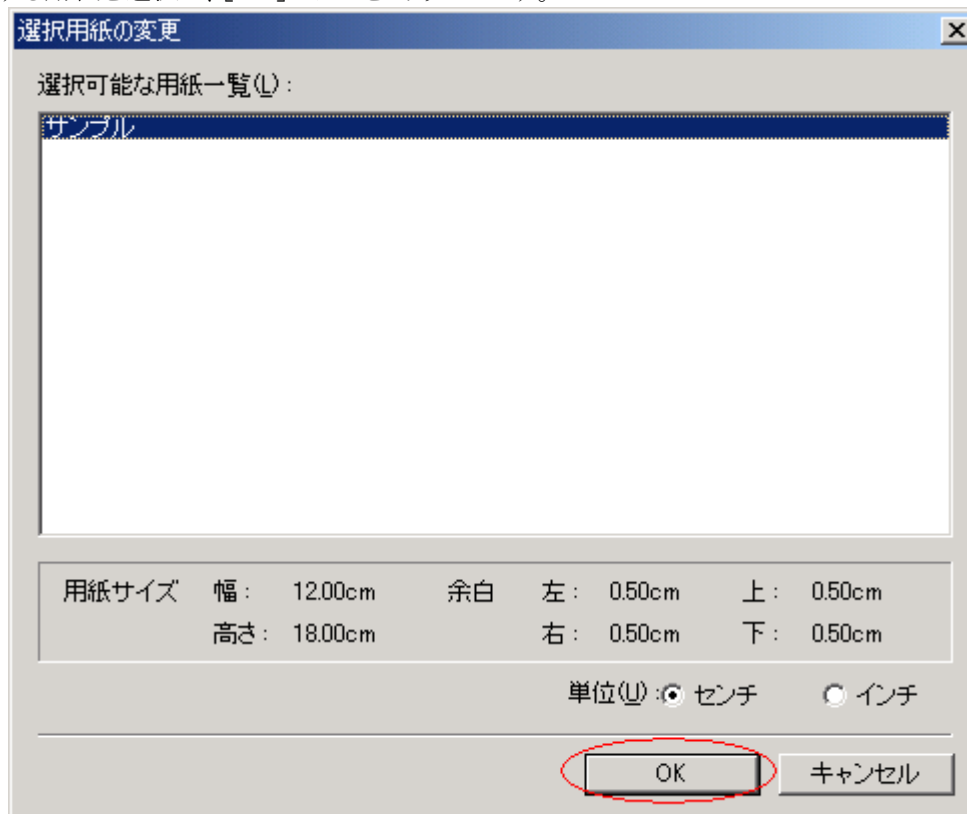 選択用紙の変更
選択可能な用紙一覧(L):
サンプル
用紙サイズ 幅: 12.00cm 余白 左: 0.50cm 上: 0.50cm
高さ: 18.00cm 右: 0.50cm 下: 0.50cm
単位(U): センチ インチ
OK キャンセル